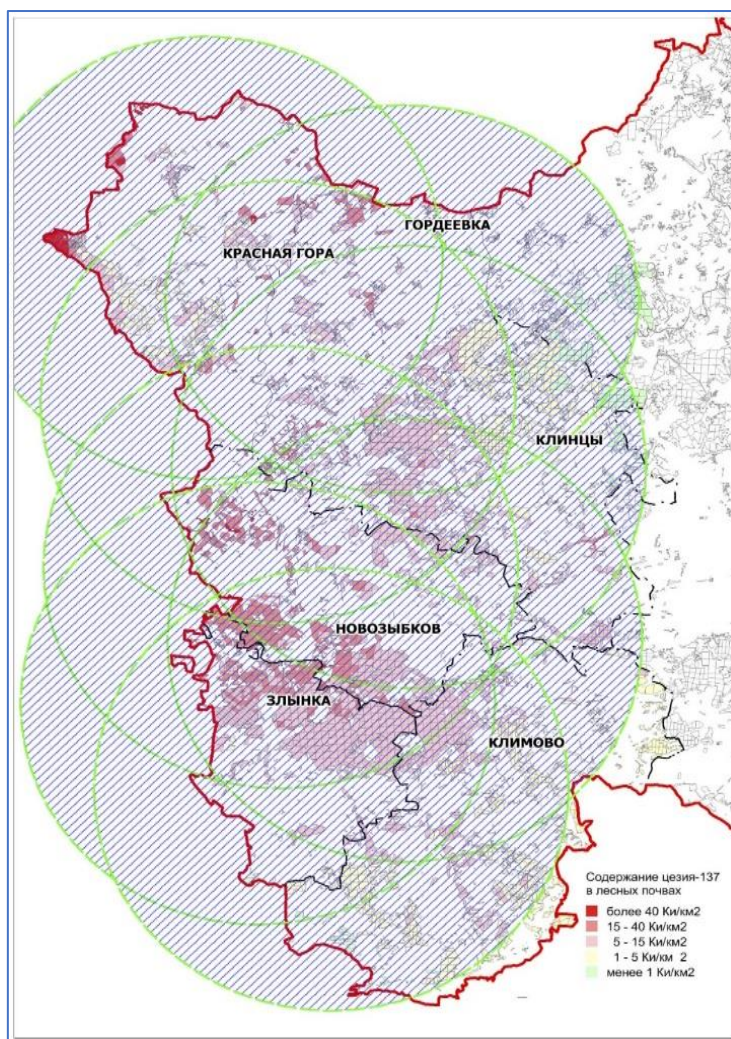 ГОРДЕЕВКА
КРАСНАЯ ГОРА
КЛИНЦЫ
НОВОЗЫБКОВ
ЗЛЫНКА
КЛИМОВО
Содержание цезия-137
в лесных почвах
более 40 Ки/км2
15 - 40 Ки/км2
5 - 15 Ки/км2
1 - 5 Ки/км 2
менее 1 Ки/км2